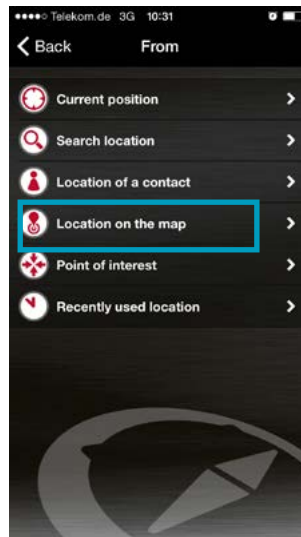 Telekom.de 3G 10:31
Back From
Current position
Search location
Location of a contact
Location on the map
Point of interest
Recently used location